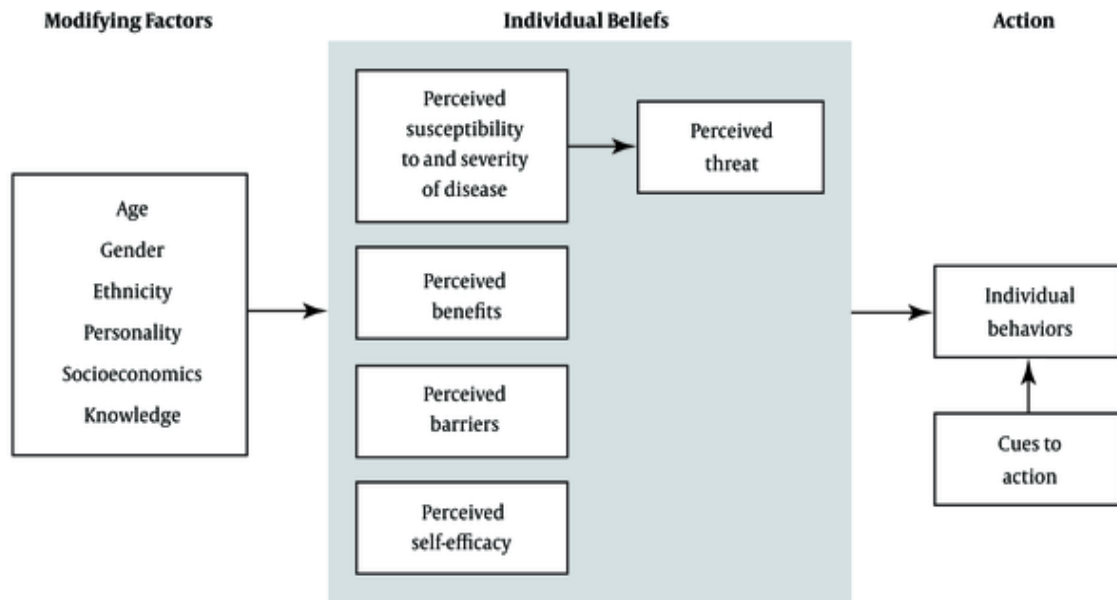 Modifying Factors
Individual Beliefs
Action
Age
Gender
Ethnicity
Personality
Socioeconomics
Knowledge
Perceived
susceptibility
to and severity
of disease
Perceived
threat
Perceived
benefits
Perceived
barriers
Perceived
self-efficacy
Individual
behaviors
Cues to
action